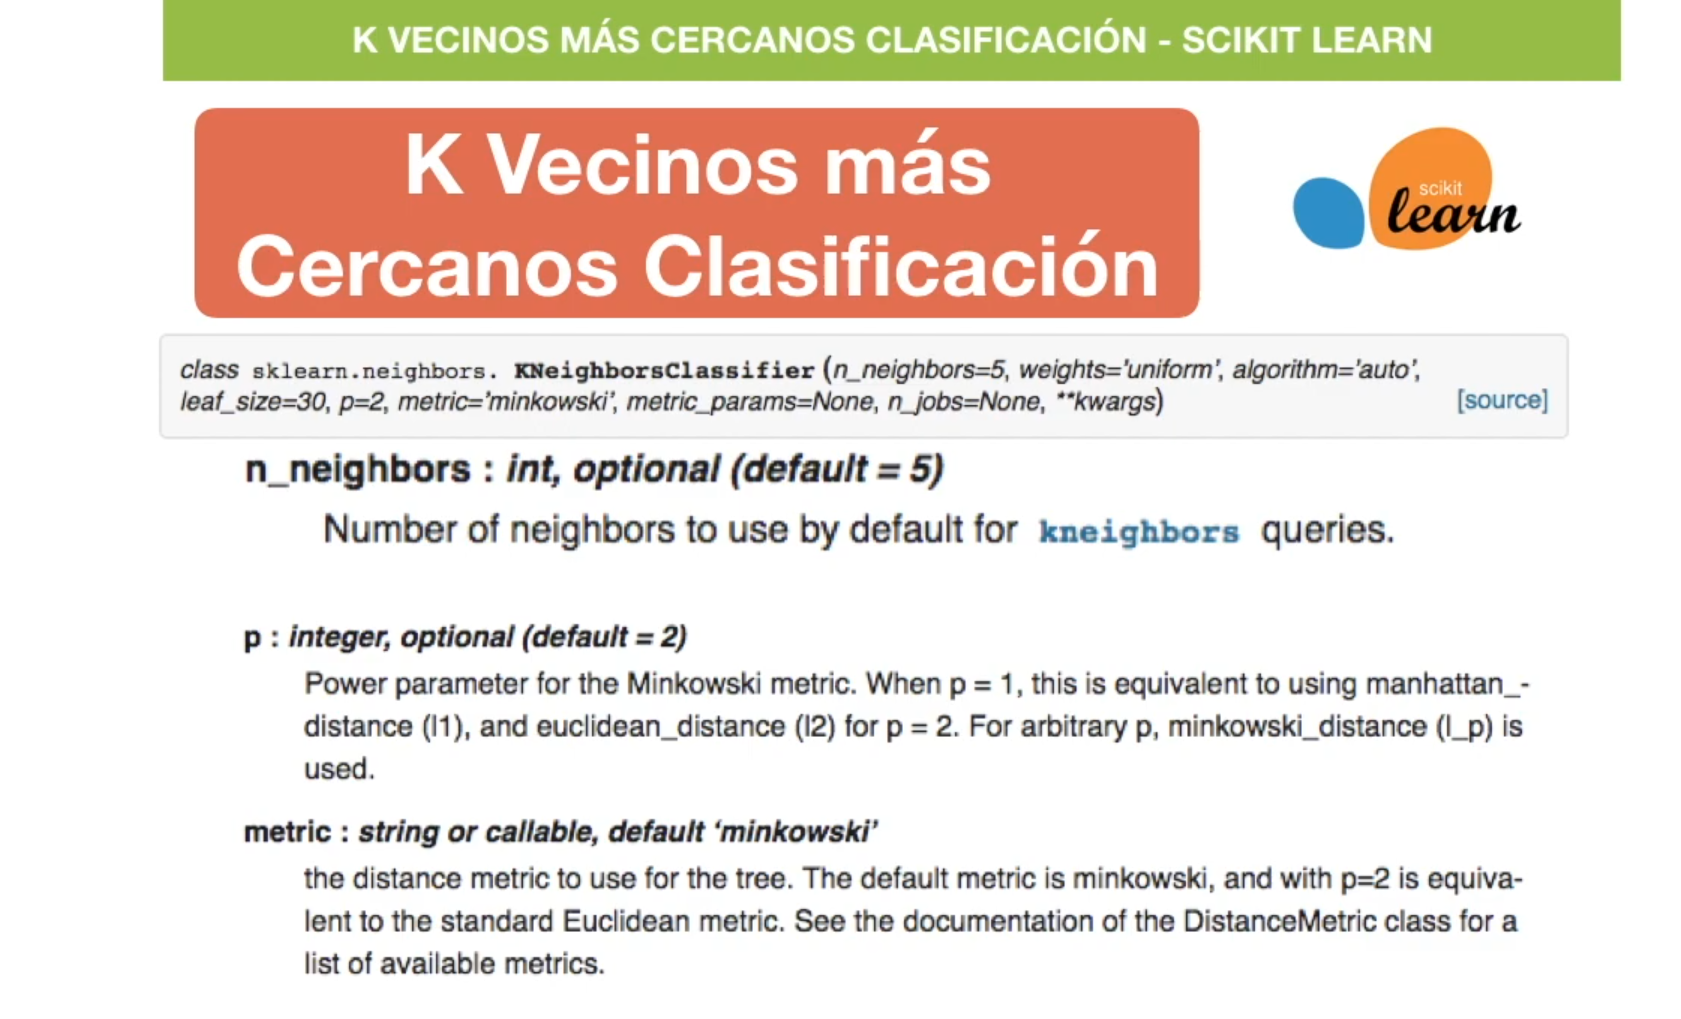 K VECINOS MÁS CERCANOS CLASIFICACIÓN - SCIKIT LEARN
K Vecinos más
Cercanos Clasificación
scikit
learn
class sklearn.neighbors. KNeighborsClassifier (n_neighbors=5, weights='uniform', algorithm='auto',
leaf_size=30, p=2, metric='minkowski', metric_params=None, n_jobs=None, **kwargs)
[source]
n_neighbors : int, optional (default = 5)
Number of neighbors to use by default for kneighbors queries.
p : integer, optional (default = 2)
Power parameter for the Minkowski metric. When p = 1, this is equivalent to using manhattan_-
distance (l1), and euclidean_distance (l2) for p = 2. For arbitrary p, minkowski_distance (l_p) is
used.
metric : string or callable, default ‘minkowski’
the distance metric to use for the tree. The default metric is minkowski, and with p=2 is equiva-
lent to the standard Euclidean metric. See the documentation of the DistanceMetric class for a
list of available metrics.